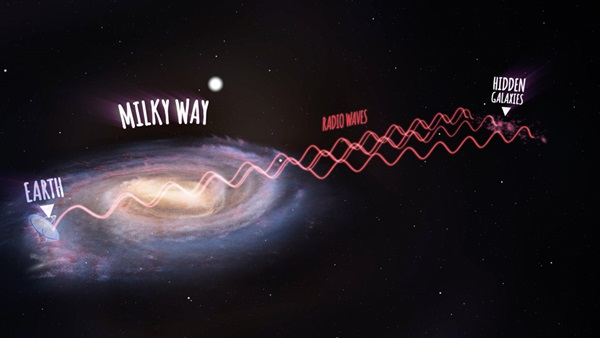 MILKY WAY
EARTH
RADIO WAVES
HIDDEN
GALAXIES